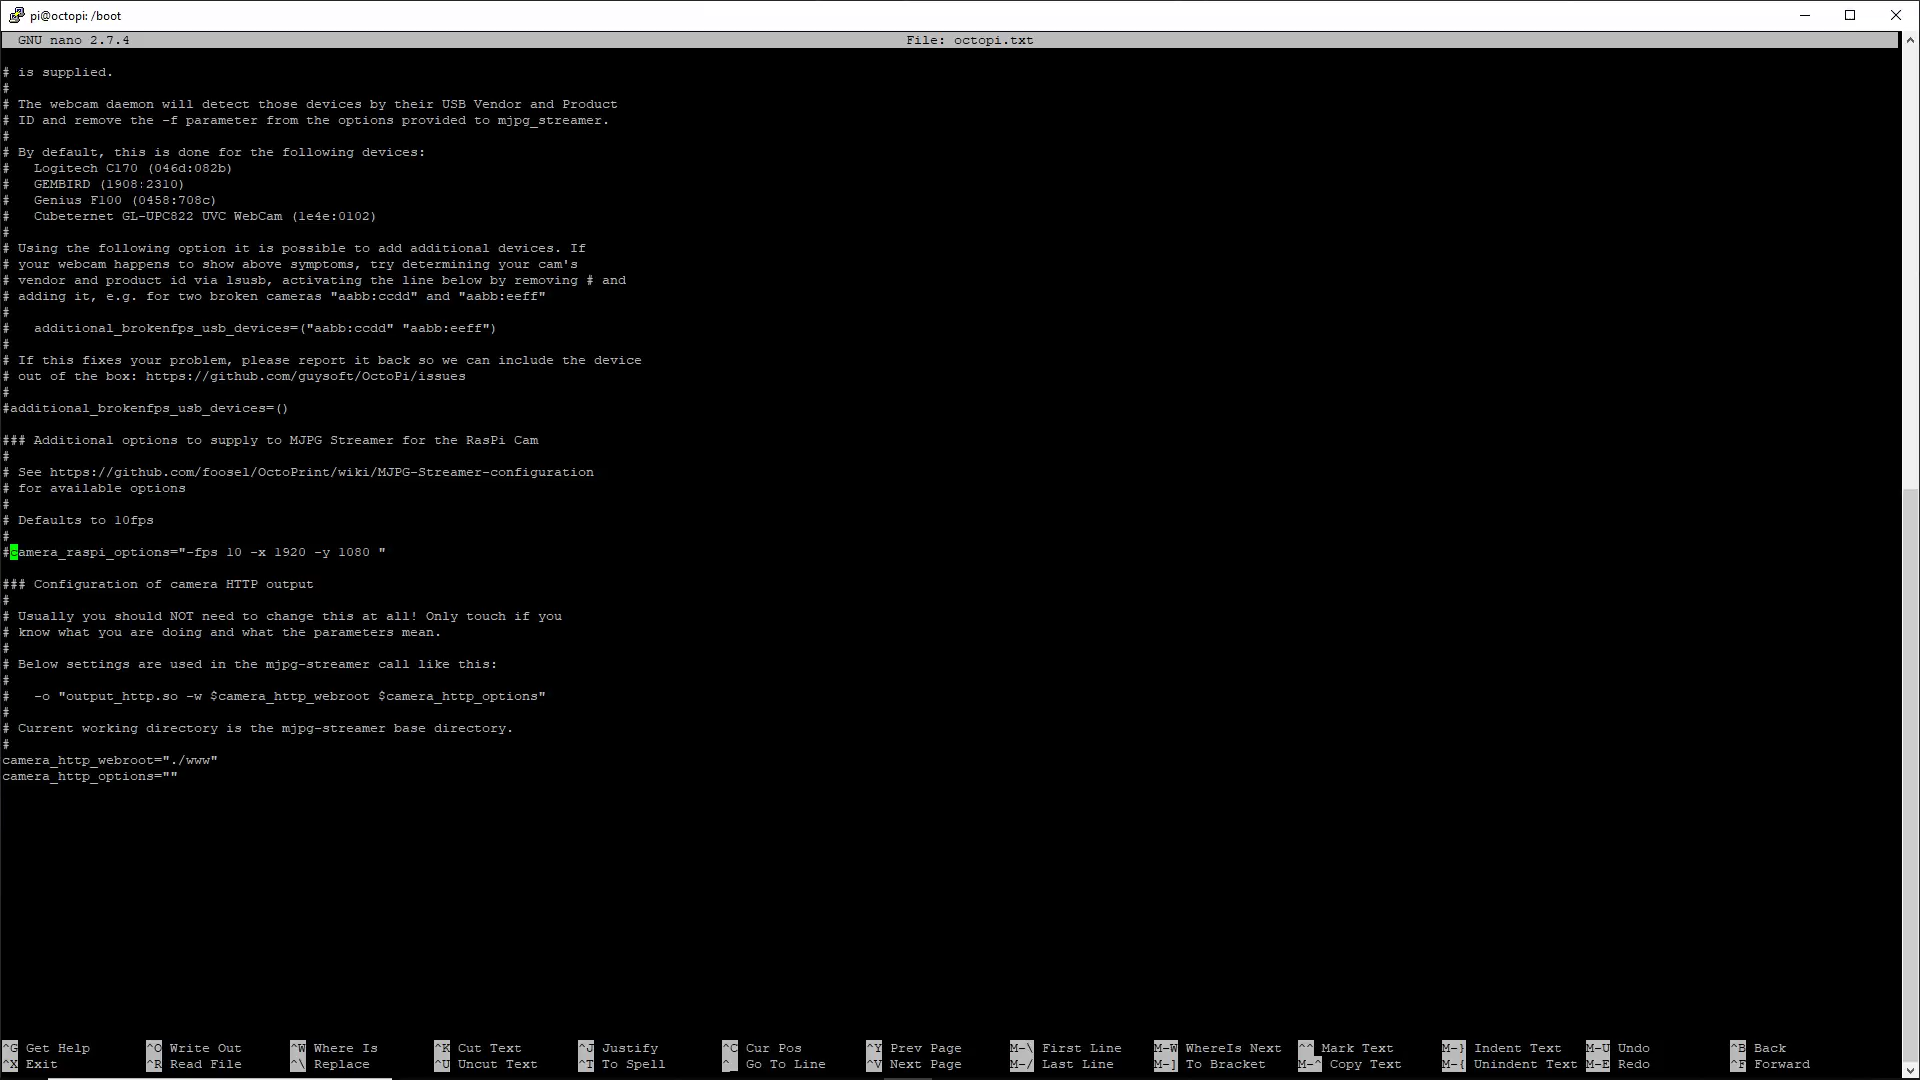 pi@octopi: /boot
GNU nano 2.7.4 File: octopi.txt
# is supplied.
#
# The webcam daemon will detect those devices by their USB Vendor and Product
# ID and remove the -f parameter from the options provided to mjpg_streamer.
#
# By default, this is done for the following devices:
#   Logitech C170 (046d:082b)
#   GEMBIRD (1908:2310)
#   Genius F100 (0458:708c)
#   Cubeternet GL-UPC822 UVC WebCam (1e4e:0102)
#
# Using the following option it is possible to add additional devices. If
# your webcam happens to show above symptoms, try determining your cam's
# vendor and product id via lsusb, activating the line below by removing # and
# adding it, e.g. for two broken cameras "aabb:ccdd" and "aabb:eeff"
#
#   additional_brokenfps_usb_devices=("aabb:ccdd" "aabb:eeff")
#
# If this fixes your problem, please report it back so we can include the device
# out of the box: https://github.com/guysoft/OctoPi/issues
#
#additional_brokenfps_usb_devices=()
### Additional options to supply to MJPG Streamer for the RasPi Cam
#
# See https://github.com/foosel/OctoPrint/wiki/MJPG-Streamer-configuration
# for available options
#
# Defaults to 10fps
#
#camera_raspi_options="-fps 10 -x 1920 -y 1080 "
### Configuration of camera HTTP output
#
# Usually you should NOT need to change this at all! Only touch if you
# know what you are doing and what the parameters mean.
#
# Below settings are used in the mjpg-streamer call like this:
#
#   -o "output_http.so -w $camera_http_webroot $camera_http_options"
#
# Current working directory is the mjpg-streamer base directory.
#
camera_http_webroot="./www"
camera_http_options=""
^G Get Help ^O Write Out ^W Where Is ^K Cut Text ^J Justify ^C Cur Pos ^Y Prev Page M-\ First Line M-W WhereIs Next ^^ Mark Text M-} Indent Text M-U Undo ^B Back
^X Exit ^R Read File ^\ Replace ^U Uncut Text ^T To Spell ^_ Go To Line ^V Next Page M-/ Last Line M-] To Bracket M-^ Copy Text M-{ Unindent Text M-E Redo ^F Forward